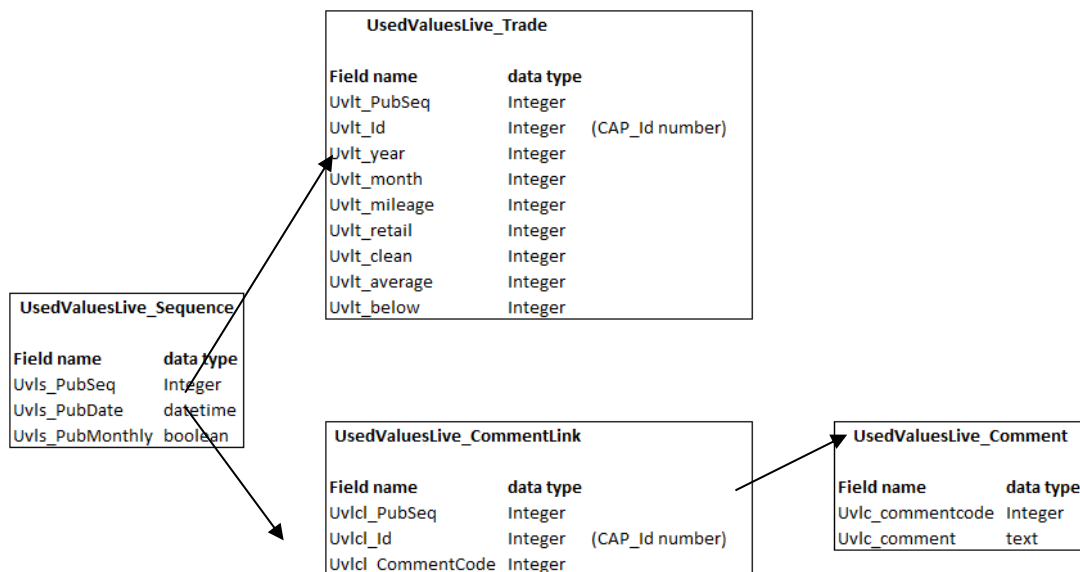 UsedValuesLive_Trade
Field name data type
Uvlt_PubSeq Integer
Uvlt_Id Integer (CAP_Id number)
Uvlt_year Integer
Uvlt_month Integer
Uvlt_mileage Integer
Uvlt_retail Integer
Uvlt_clean Integer
Uvlt_average Integer
Uvlt_below Integer
UsedValuesLive_Sequence
Field name data type
Uvls_PubSeq Integer
Uvls_PubDate datetime
Uvls_PubMonthly boolean
UsedValuesLive_CommentLink
Field name data type
Uvlcl_PubSeq Integer
Uvlcl_Id Integer (CAP_Id number)
Uvlcl_CommentCode Integer
UsedValuesLive_Comment
Field name data type
Uvlc_commentcode Integer
Uvlc_comment text